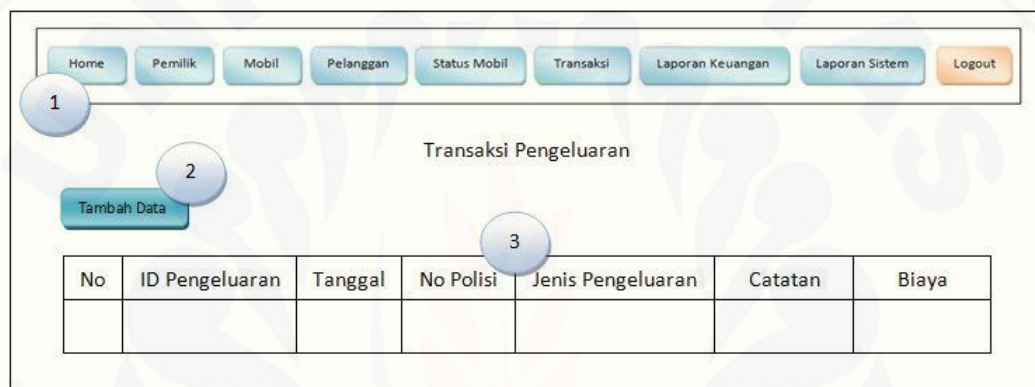 Home Pemilik Mobil Pelanggan Status Mobil Transaksi Laporan Keuangan Laporan Sistem Logout
1
Transaksi Pengeluaran
2
Tambah Data
3
No ID Pengeluaran Tanggal No Polisi Jenis Pengeluaran Catatan Biaya